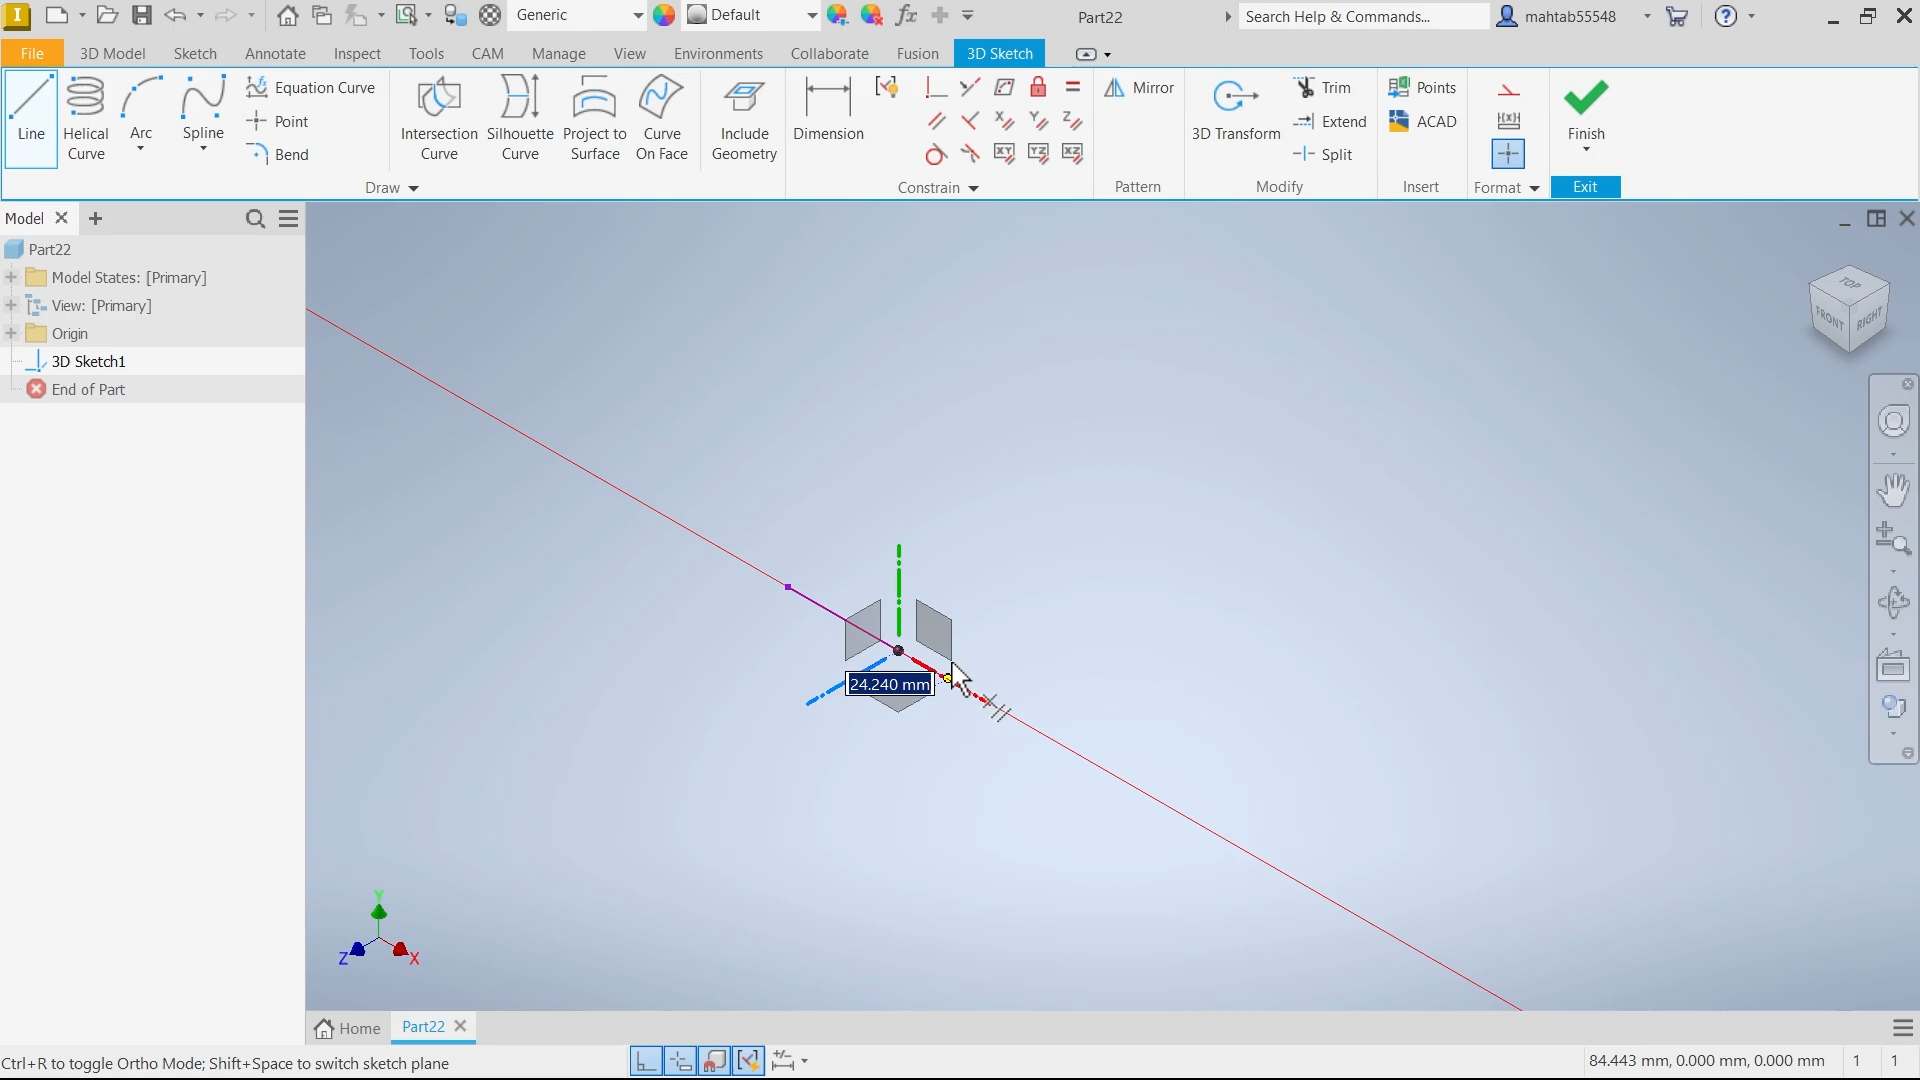 Generic
Default
fx
Part22
Search Help & Commands...
mahtab55548
File
3D Model
Sketch
Annotate
Inspect
Tools
CAM
Manage
View
Environments
Collaborate
Fusion
3D Sketch
Line
Helical
Curve
Arc
Spline
Equation Curve
Point
Bend
Draw
Intersection
Curve
Silhouette
Curve
Project to
Surface
Curve
On Face
Include
Geometry
Dimension
Constrain
Mirror
Pattern
3D Transform
Trim
Extend
Split
Modify
Points
ACAD
Insert
Format
Finish
Exit
Model
Part22
Model States: [Primary]
View: [Primary]
Origin
3D Sketch1
End of Part
TOP
FRONT
RIGHT
24.240 mm
Y
Z
X
Home
Part22
Ctrl+R to toggle Ortho Mode; Shift+Space to switch sketch plane
84.443 mm, 0.000 mm, 0.000 mm
1
1